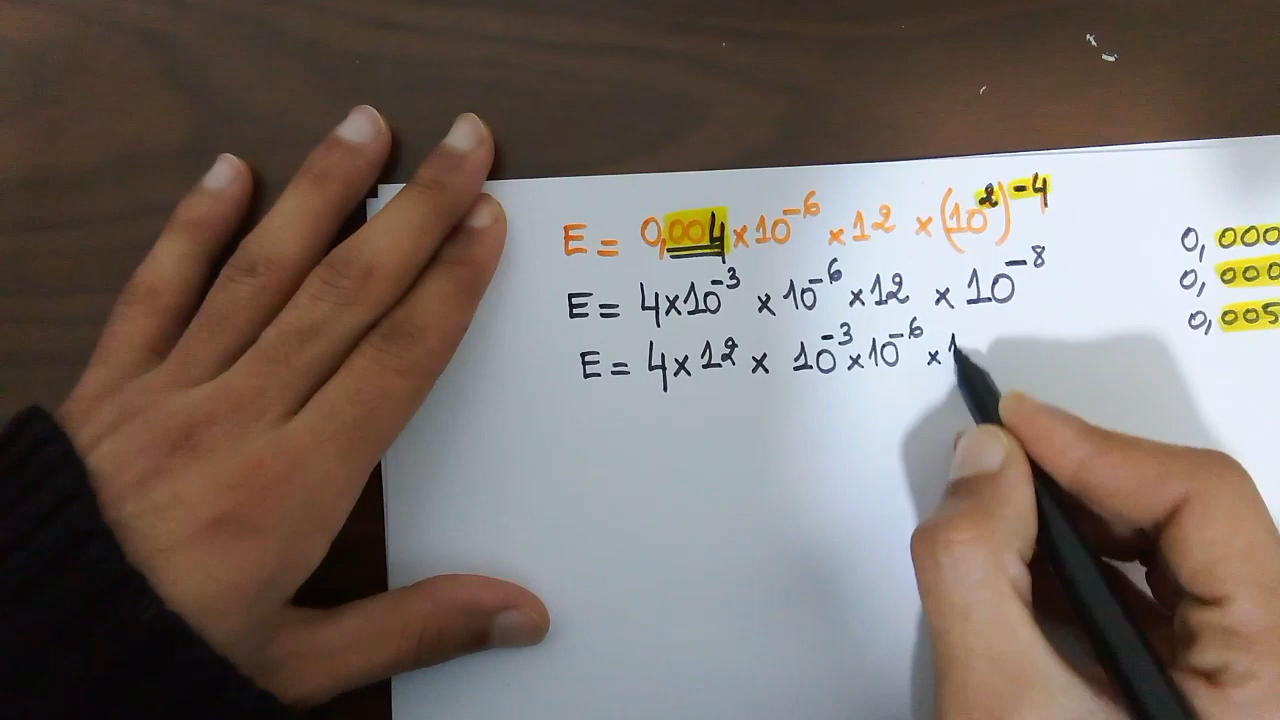 E = 0,004 × 10⁻⁶ × 12 × (10²)⁻⁴
E = 4 × 10⁻³ × 10⁻⁶ × 12 × 10⁻⁸
E = 4 × 12 × 10⁻³ × 10⁻⁶ × 1
0,000
0,000
0,005